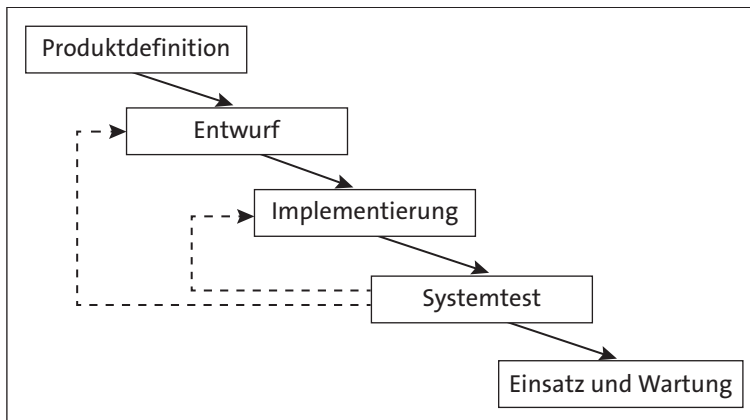 Produktdefinition
Entwurf
Implementierung
Systemtest
Einsatz und Wartung